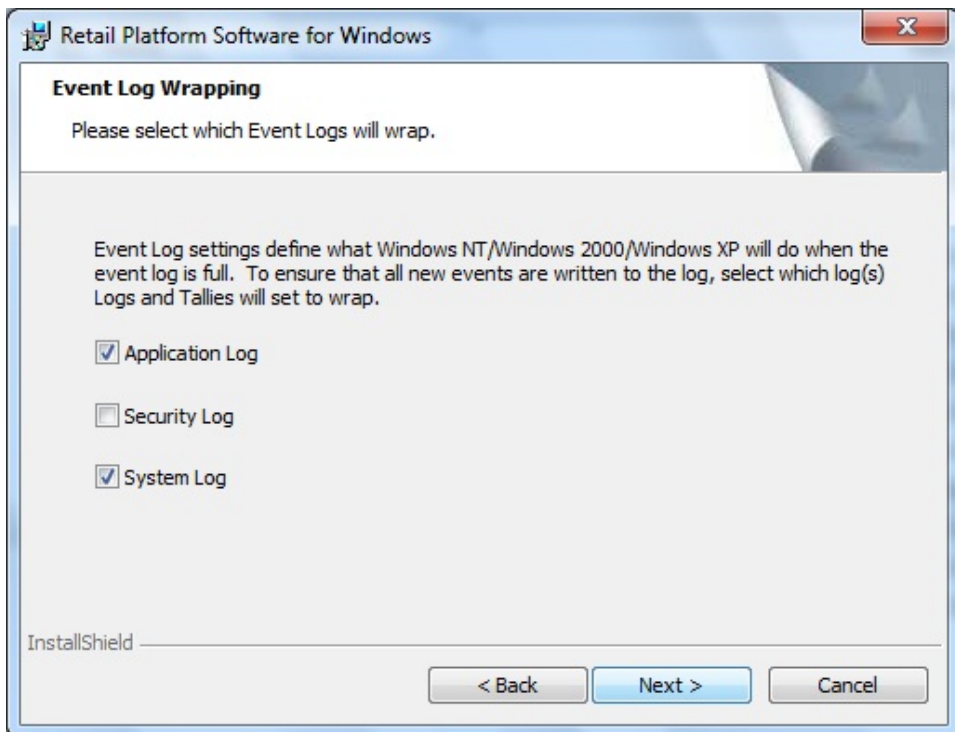 Retail Platform Software for Windows
Event Log Wrapping
Please select which Event Logs will wrap.
Event Log settings define what Windows NT/Windows 2000/Windows XP will do when the
event log is full.  To ensure that all new events are written to the log, select which log(s)
Logs and Tallies will set to wrap.
Application Log
Security Log
System Log
InstallShield
< Back Next > Cancel